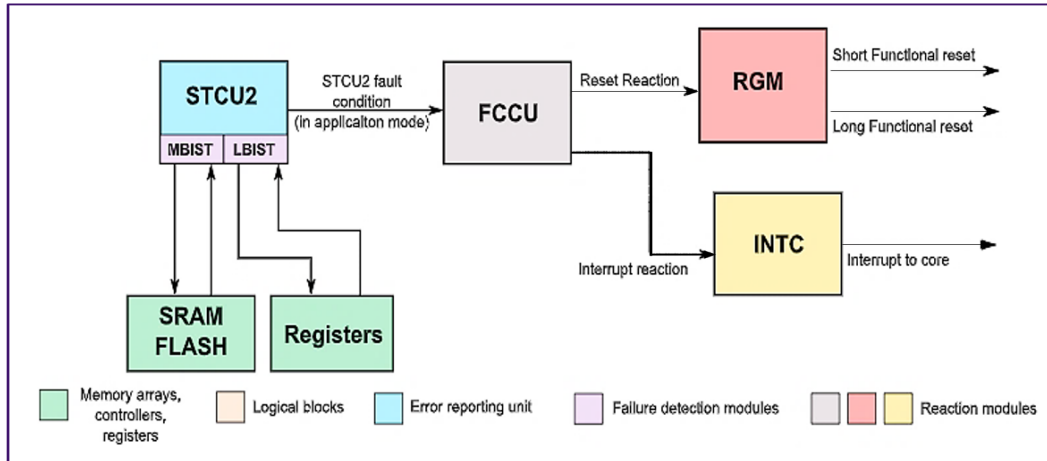 STCU2
MBIST
LBIST
STCU2 fault
condition
(in applicalton mode)
FCCU
Reset Reaction
RGM
Short Functional reset
Long Functional resot
Interrupt reaction
INTC
Interrupt to core
SRAM
FLASH
Registers
Memory arrays,
controllers,
registers
Logical blocks
Error reporting unit
Failure detection modules
Reaction modules